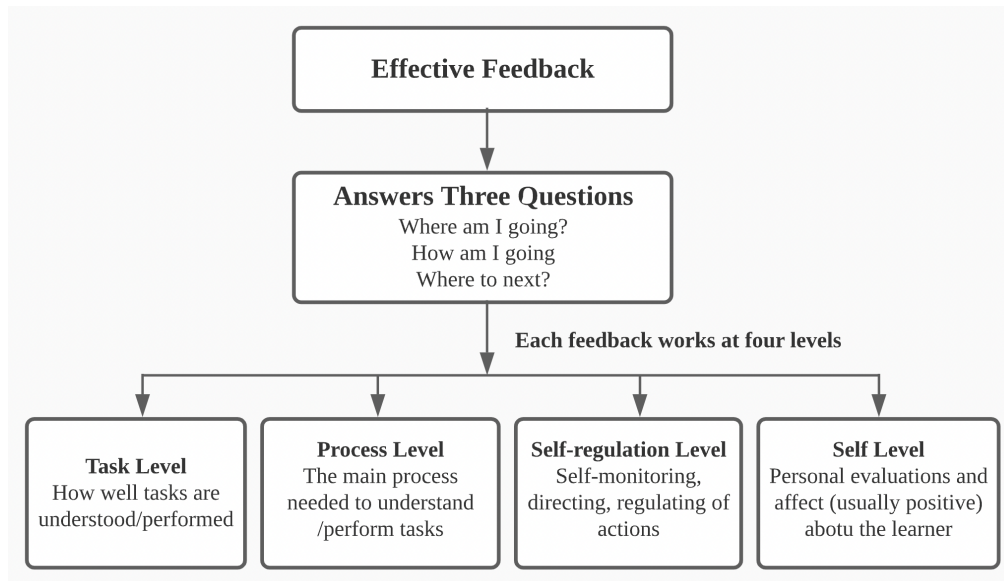 Effective Feedback
Answers Three Questions
Where am I going?
How am I going
Where to next?
Each feedback works at four levels
Task Level
How well tasks are
understood/performed
Process Level
The main process
needed to understand
/perform tasks
Self-regulation Level
Self-monitoring,
directing, regulating of
actions
Self Level
Personal evaluations and
affect (usually positive)
abotu the learner